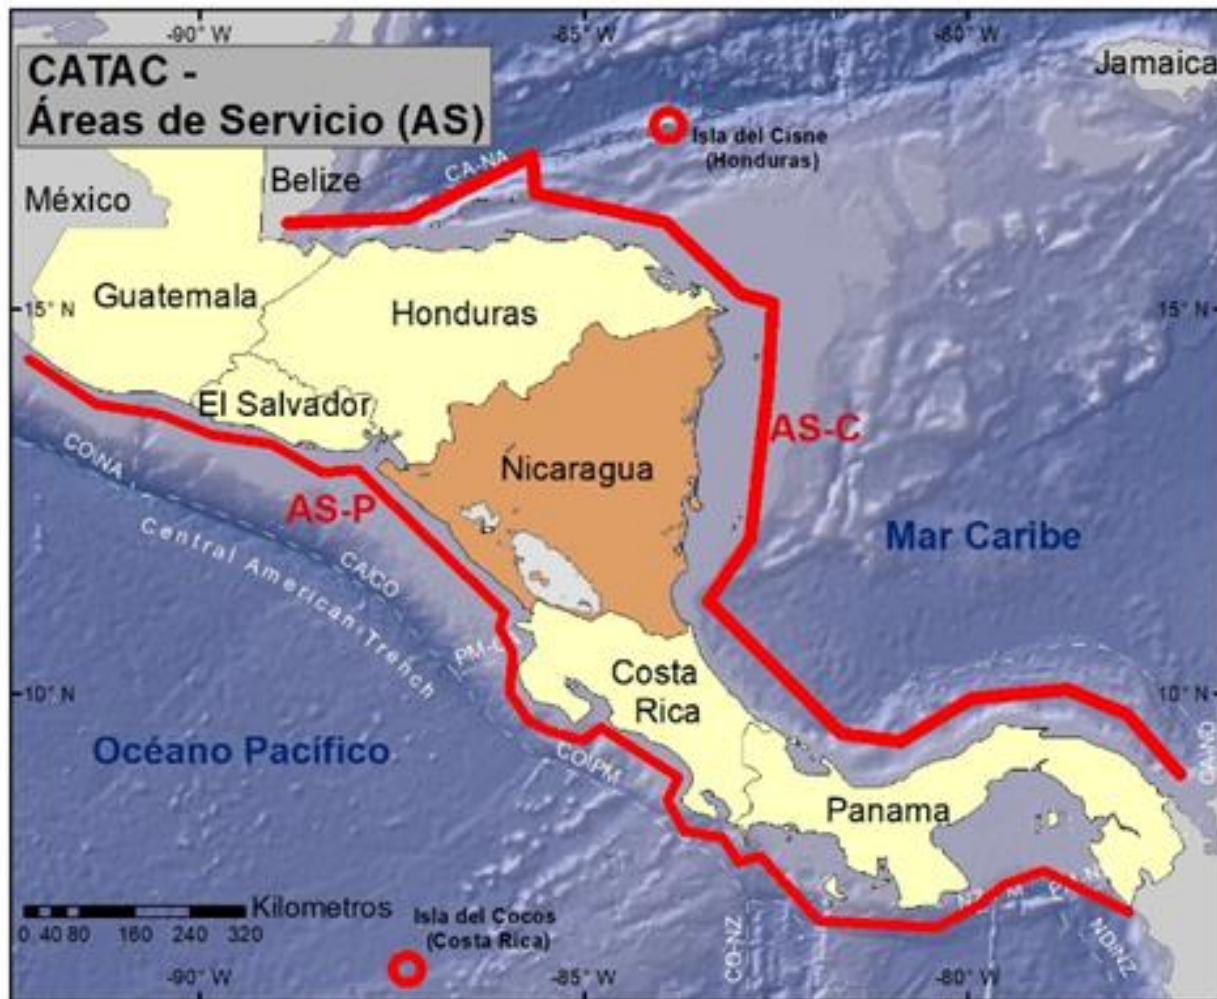 -90° W
-85° W
-80° W
CATAC -
Áreas de Servicio (AS)
Jamaica
Isla del Cisne
(Honduras)
CA-NA
Belize
México
Guatemala
Honduras
15° N
15° N
El Salvador
AS-C
Nicaragua
CO\NA
AS-P
Mar Caribe
Central American Trench
CA/CO
Costa
Rica
10° N
10° N
Océano Pacífico
CO\PM
CA\ND
Panama
Kilometros
0 40 80 160 240 320
Isla del Cocos
(Costa Rica)
CO-NZ
ND\NZ
-90° W
-85° W
-80° W